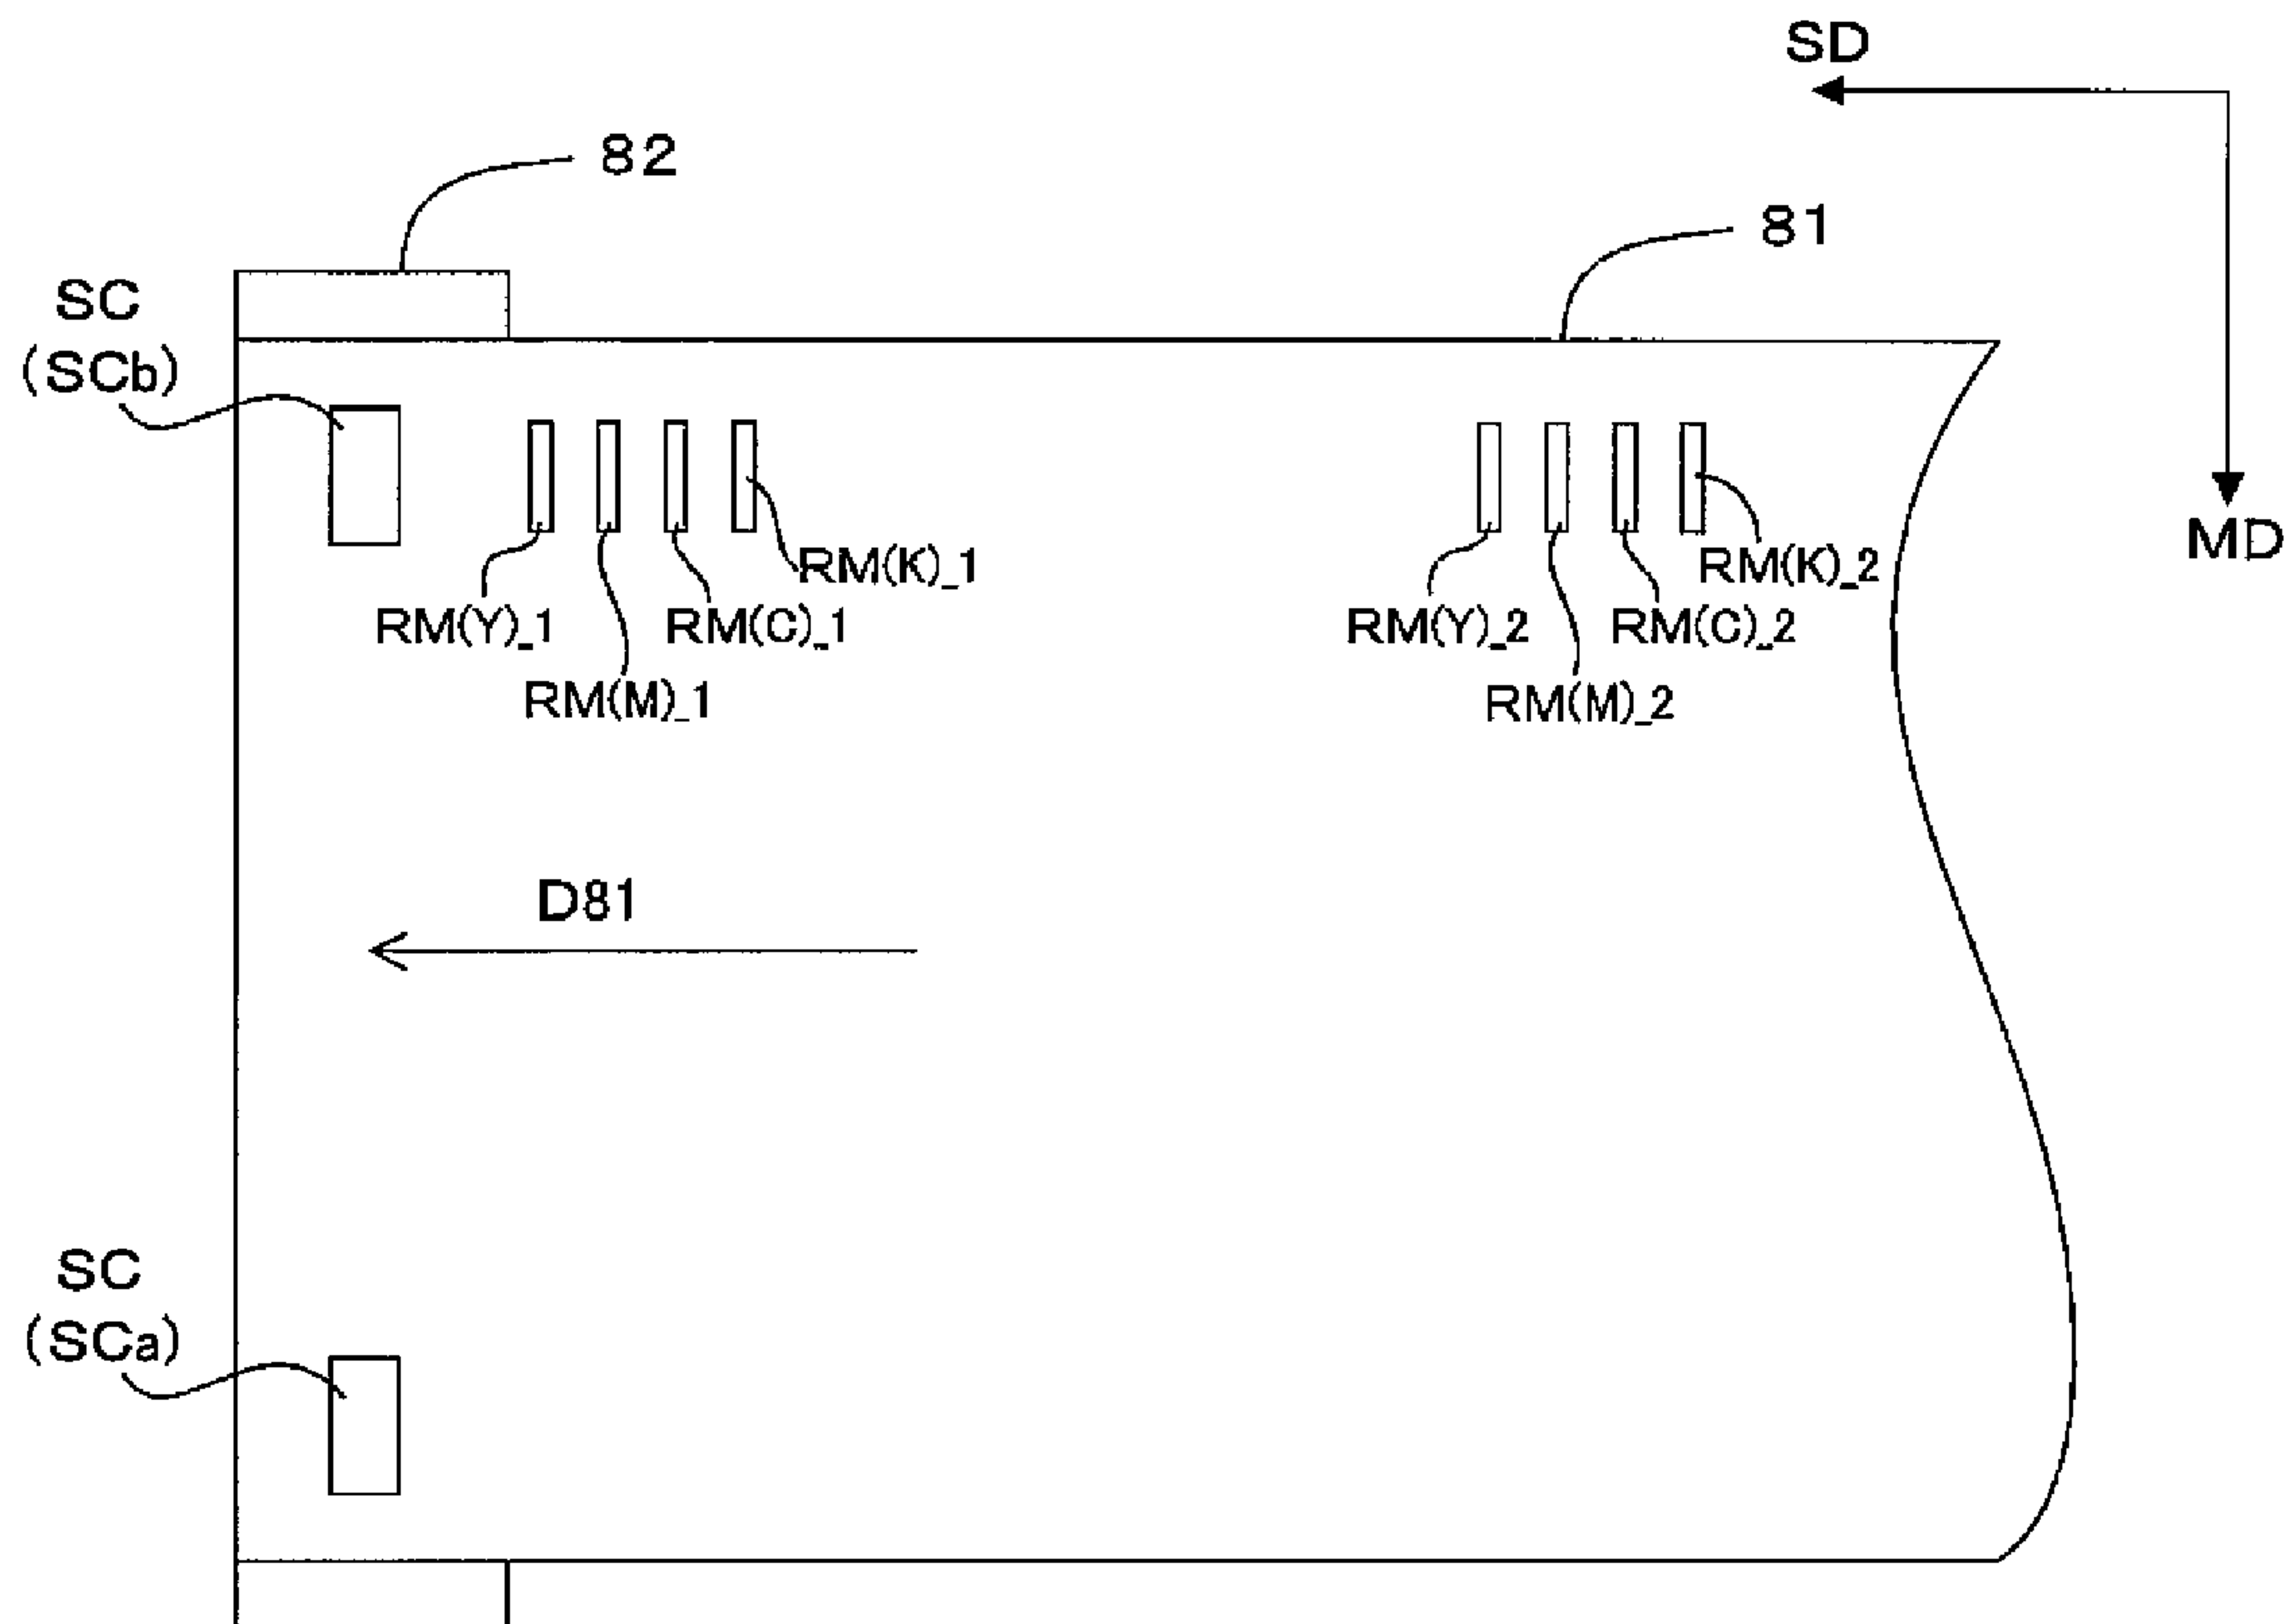 SD
82
81
SC
(SCb)
MD
RM(K)_1
RM(K)_2
RM(Y)_1
RM(C)_1
RM(Y)_2
RM(C)_2
RM(M)_1
RM(M)_2
D81
SC
(SCa)